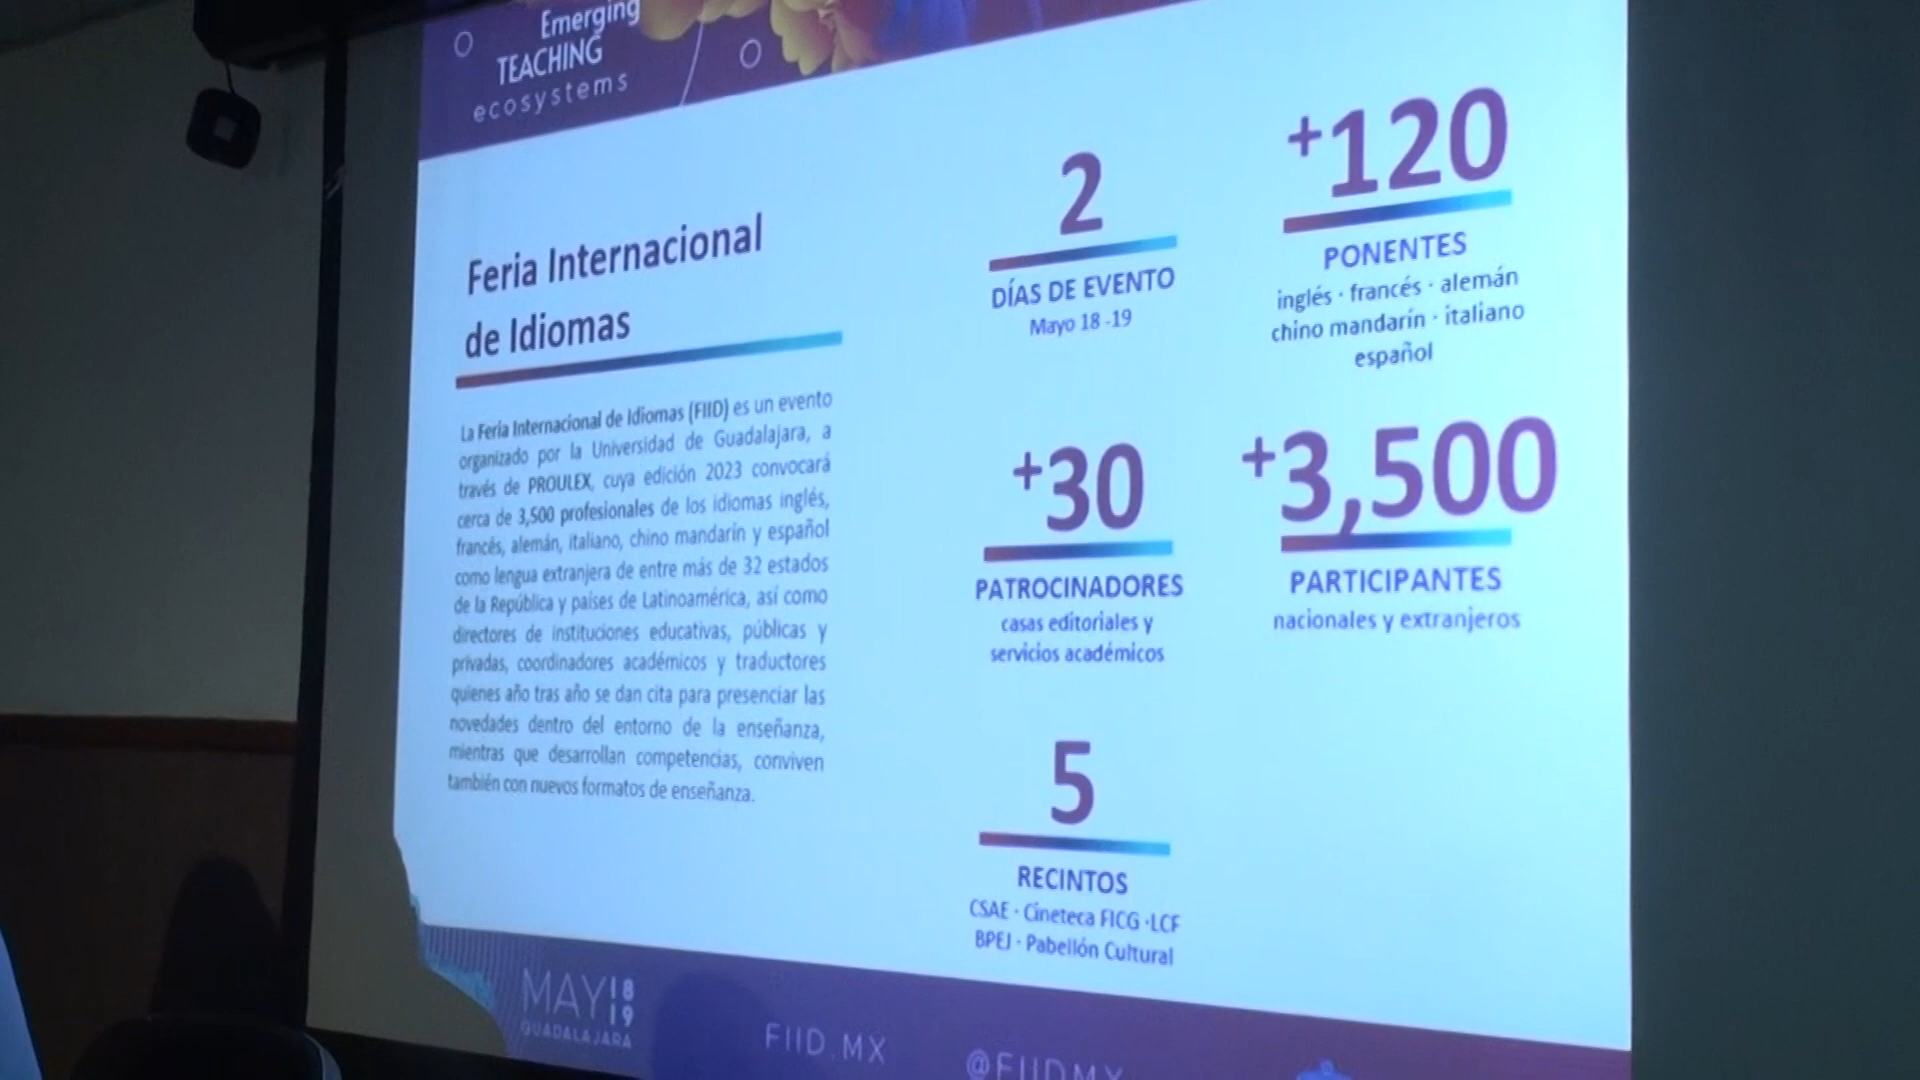 Emerging
TEACHING
ecosystems
Feria Internacional
de Idiomas
La Feria Internacional de Idiomas (FIID) es un evento
organizado por la Universidad de Guadalajara, a
través de PROULEX, cuya edición 2023 convocará
cerca de 3,500 profesionales de los idiomas inglés,
francés, alemán, italiano, chino mandarín y español
como lengua extranjera de entre más de 32 estados
de la República y países de Latinoamérica, así como
directores de instituciones educativas, públicas y
privadas, coordinadores académicos y traductores
quienes año tras año se dan cita para presenciar las
novedades dentro del entorno de la enseñanza,
mientras que desarrollan competencias, conviven
también con nuevos formatos de enseñanza.
2
DÍAS DE EVENTO
Mayo 18 -19
+120
PONENTES
inglés · francés · alemán
chino mandarín · italiano
español
+30
PATROCINADORES
casas editoriales y
servicios académicos
+3,500
PARTICIPANTES
nacionales y extranjeros
5
RECINTOS
CSAE · Cineteca FICG ·LCF
BPEJ · Pabellón Cultural
MAY 18 19
GUADALAJARA
FIID.MX
@FIIDMX